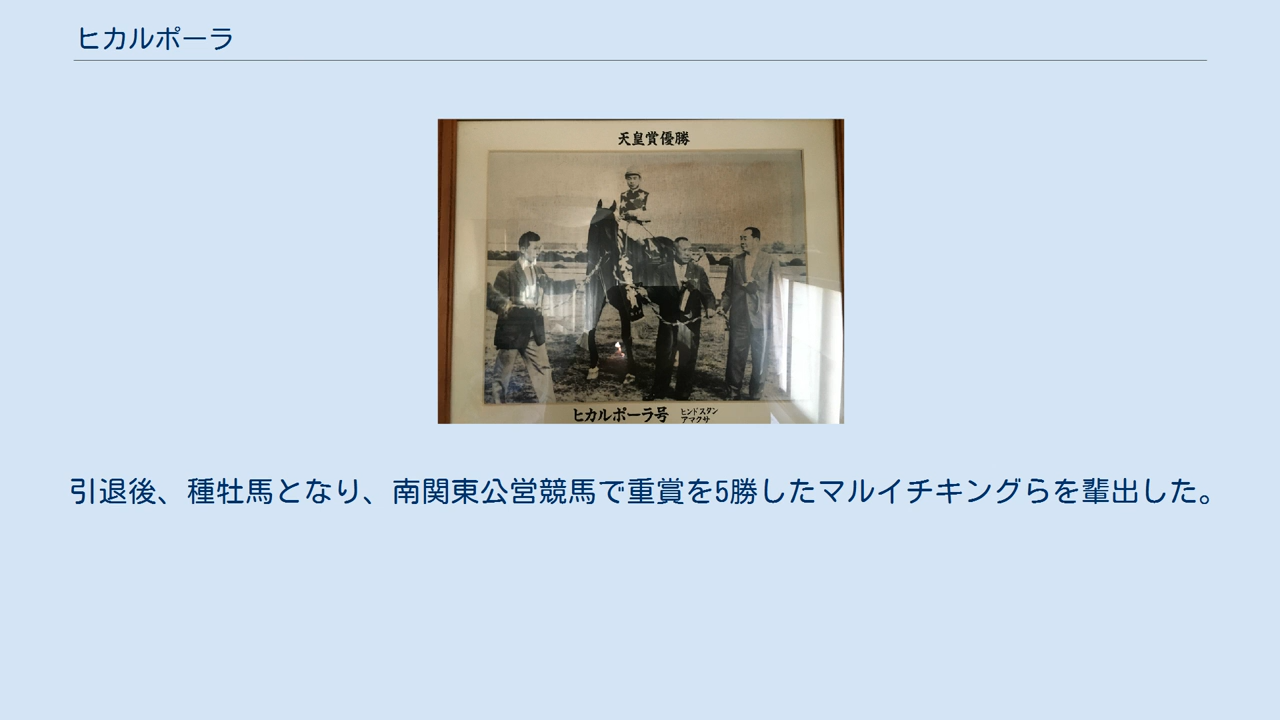 ヒカルポーラ
天皇賞優勝
ヒカルポーラ号 ヒンドスタン
アマクサ
引退後、種牡馬となり、南関東公営競馬で重賞を5勝したマルイチキングらを輩出した。